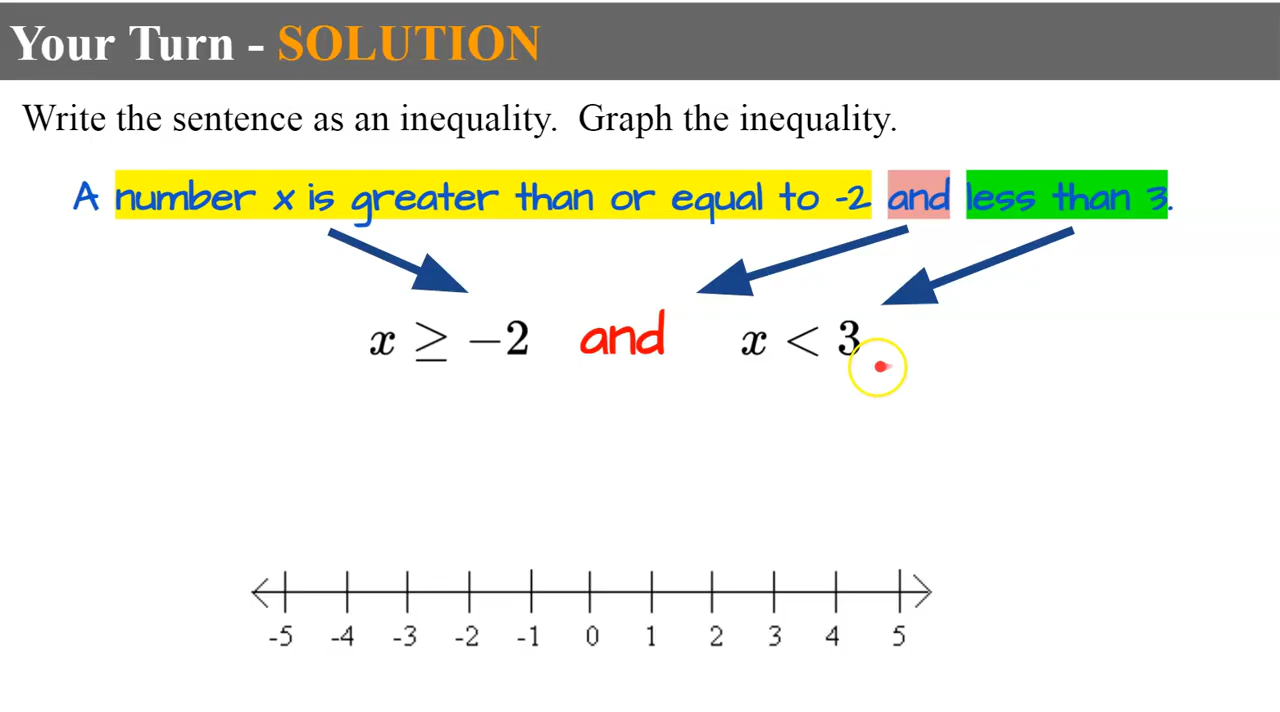 Your Turn - SOLUTION
Write the sentence as an inequality. Graph the inequality.
A number x is greater than or equal to -2 and less than 3.
x ≥ −2 and x < 3
-5 -4 -3 -2 -1 0 1 2 3 4 5